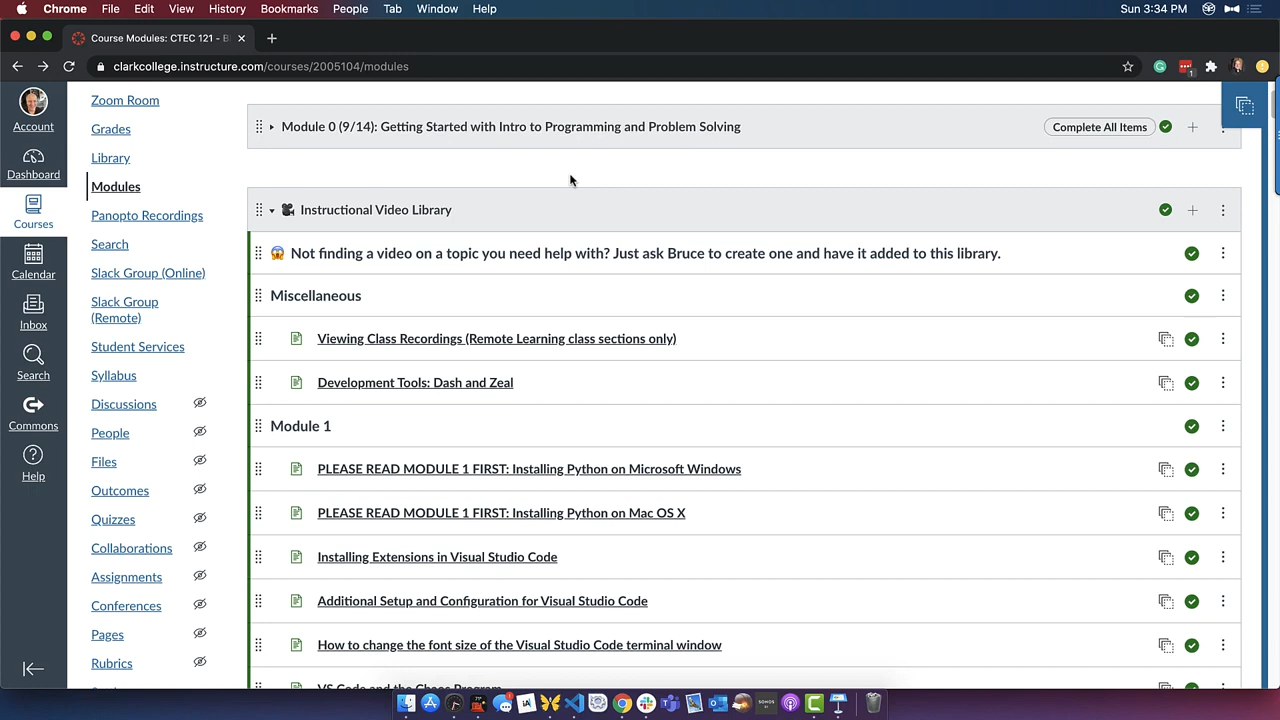 Chrome File Edit View History Bookmarks People Tab Window Help Sun 3:34 PM
Course Modules: CTEC 121 - B
clarkcollege.instructure.com/courses/2005104/modules
1
Account
Dashboard
Courses
Calendar
Inbox
Search
Commons
Help
Zoom Room
Grades
Library
Modules
Panopto Recordings
Search
Slack Group (Online)
Slack Group
(Remote)
Student Services
Syllabus
Discussions
People
Files
Outcomes
Quizzes
Collaborations
Assignments
Conferences
Pages
Rubrics
Module 0 (9/14): Getting Started with Intro to Programming and Problem Solving Complete All Items
Instructional Video Library
Not finding a video on a topic you need help with? Just ask Bruce to create one and have it added to this library.
Miscellaneous
Viewing Class Recordings (Remote Learning class sections only)
Development Tools: Dash and Zeal
Module 1
PLEASE READ MODULE 1 FIRST: Installing Python on Microsoft Windows
PLEASE READ MODULE 1 FIRST: Installing Python on Mac OS X
Installing Extensions in Visual Studio Code
Additional Setup and Configuration for Visual Studio Code
How to change the font size of the Visual Studio Code terminal window
VS Code and the Chaos Program